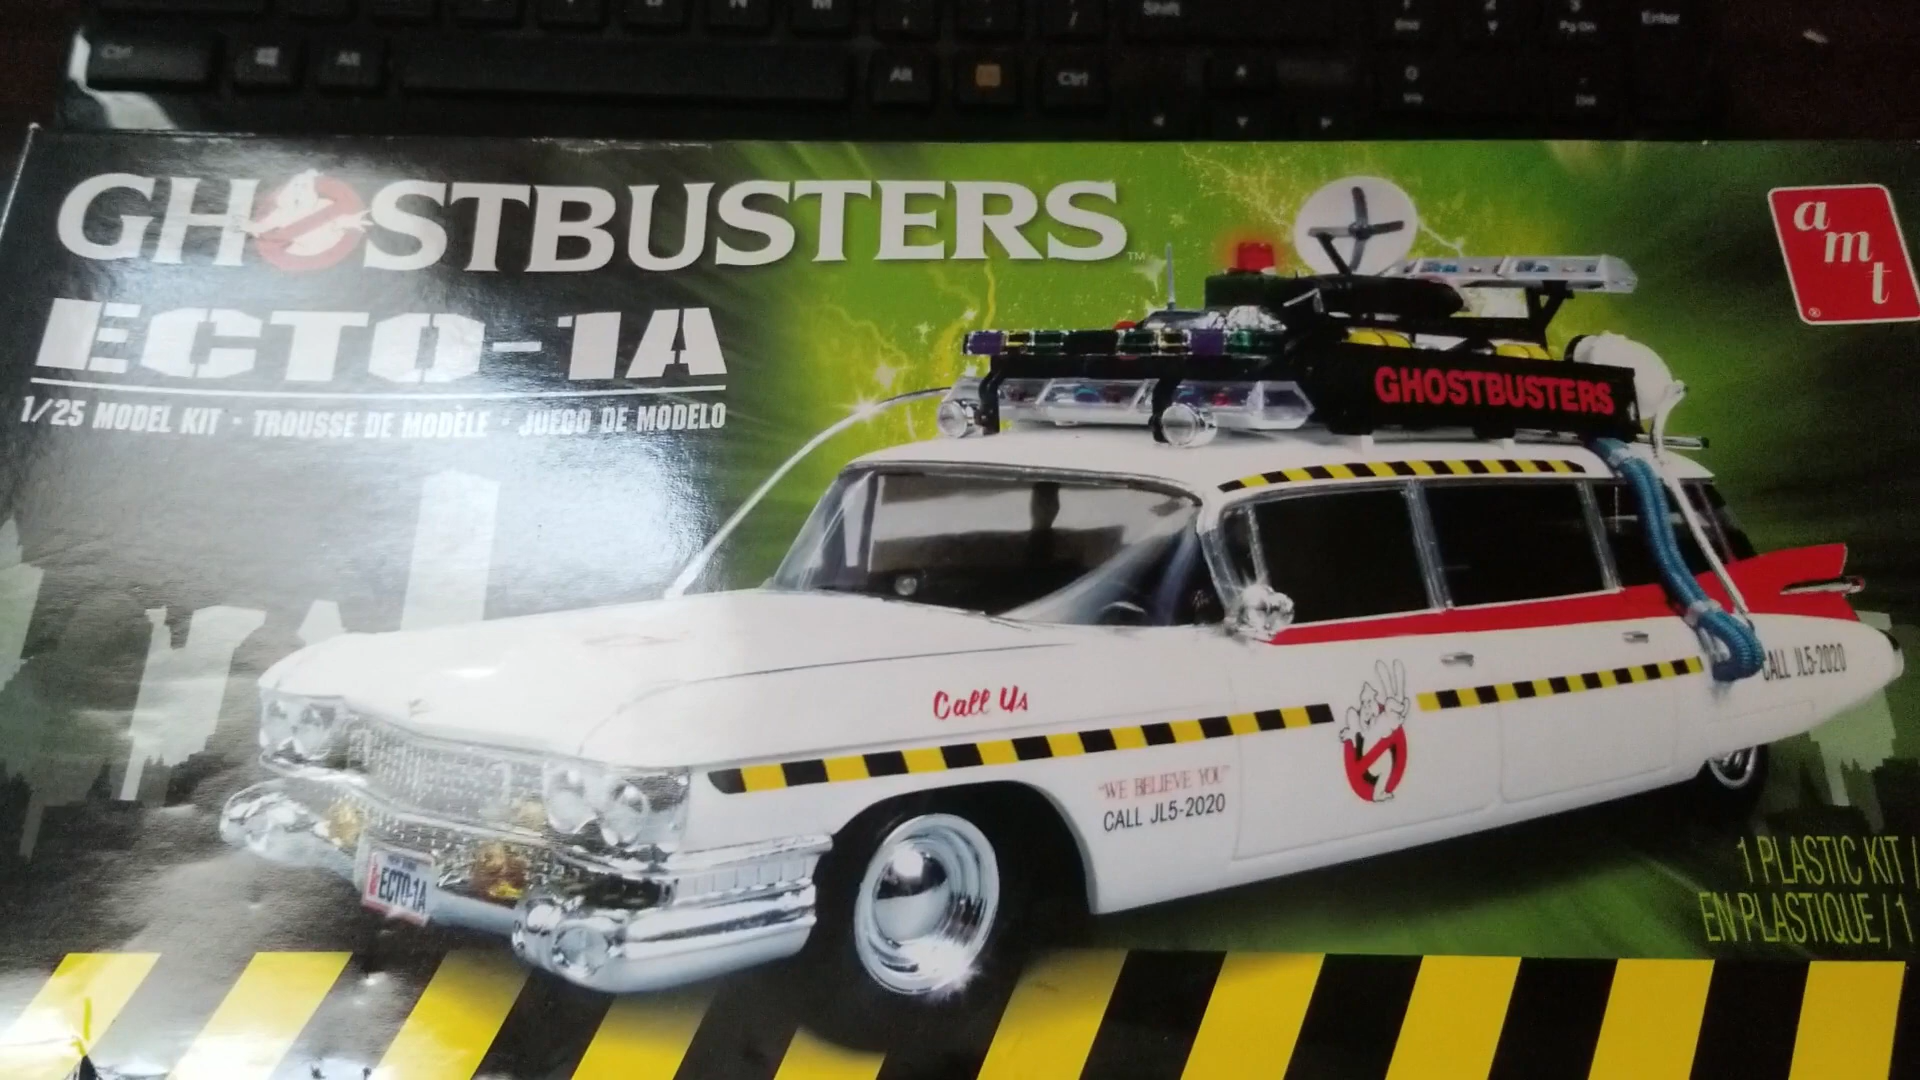 Shift
Enter
Ctrl
Alt
Alt
Ctrl
GHOSTBUSTERS™
ECTO-1A
1/25 MODEL KIT • TROUSSE DE MODÈLE • JUEGO DE MODELO
amt®
GHOSTBUSTERS
Call Us
"WE BELIEVE YOU"
CALL JL5-2020
CALL JL5-2020
ECTO-1A
1 PLASTIC KIT /
EN PLASTIQUE / 1